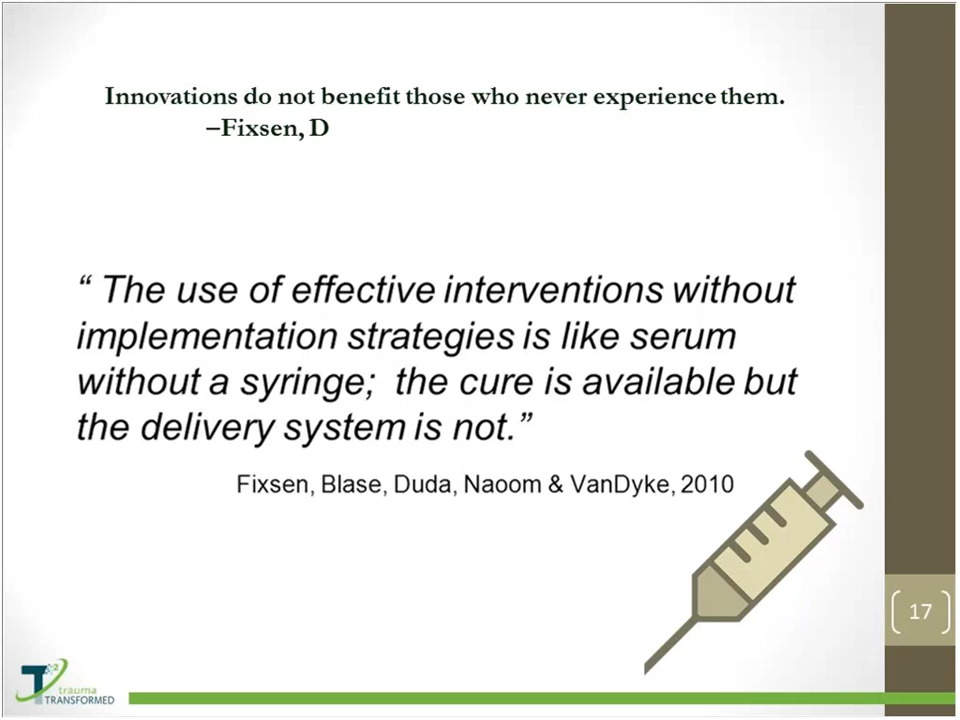 Innovations do not benefit those who never experience them.
–Fixsen, D
“ The use of effective interventions without
implementation strategies is like serum
without a syringe;  the cure is available but
the delivery system is not.”
Fixsen, Blase, Duda, Naoom & VanDyke, 2010
17
T²
trauma
TRANSFORMED